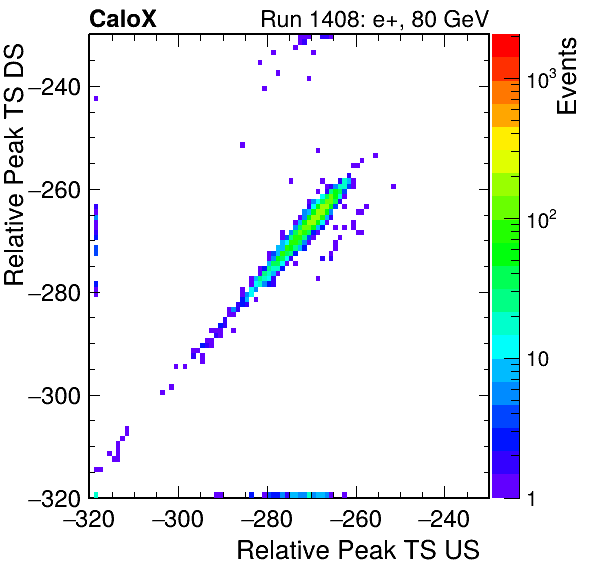 CaloX Run 1408: e+, 80 GeV
Relative Peak TS DS
Events
−240
−260
−280
−300
−320
10³
10²
10
1
−320 −300 −280 −260 −240
Relative Peak TS US